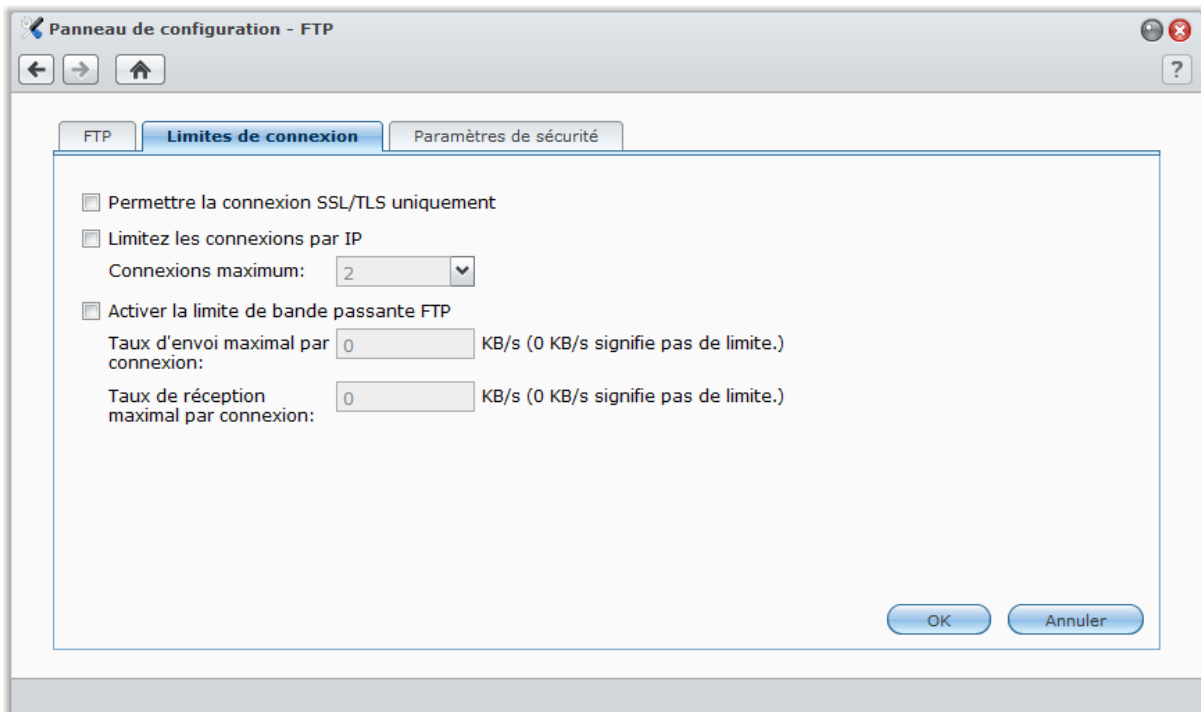 Panneau de configuration - FTP
?
FTP
Limites de connexion
Paramètres de sécurité
Permettre la connexion SSL/TLS uniquement
Limitez les connexions par IP
Connexions maximum:
2
Activer la limite de bande passante FTP
Taux d'envoi maximal par
connexion:
0
KB/s (0 KB/s signifie pas de limite.)
Taux de réception
maximal par connexion:
0
KB/s (0 KB/s signifie pas de limite.)
OK
Annuler